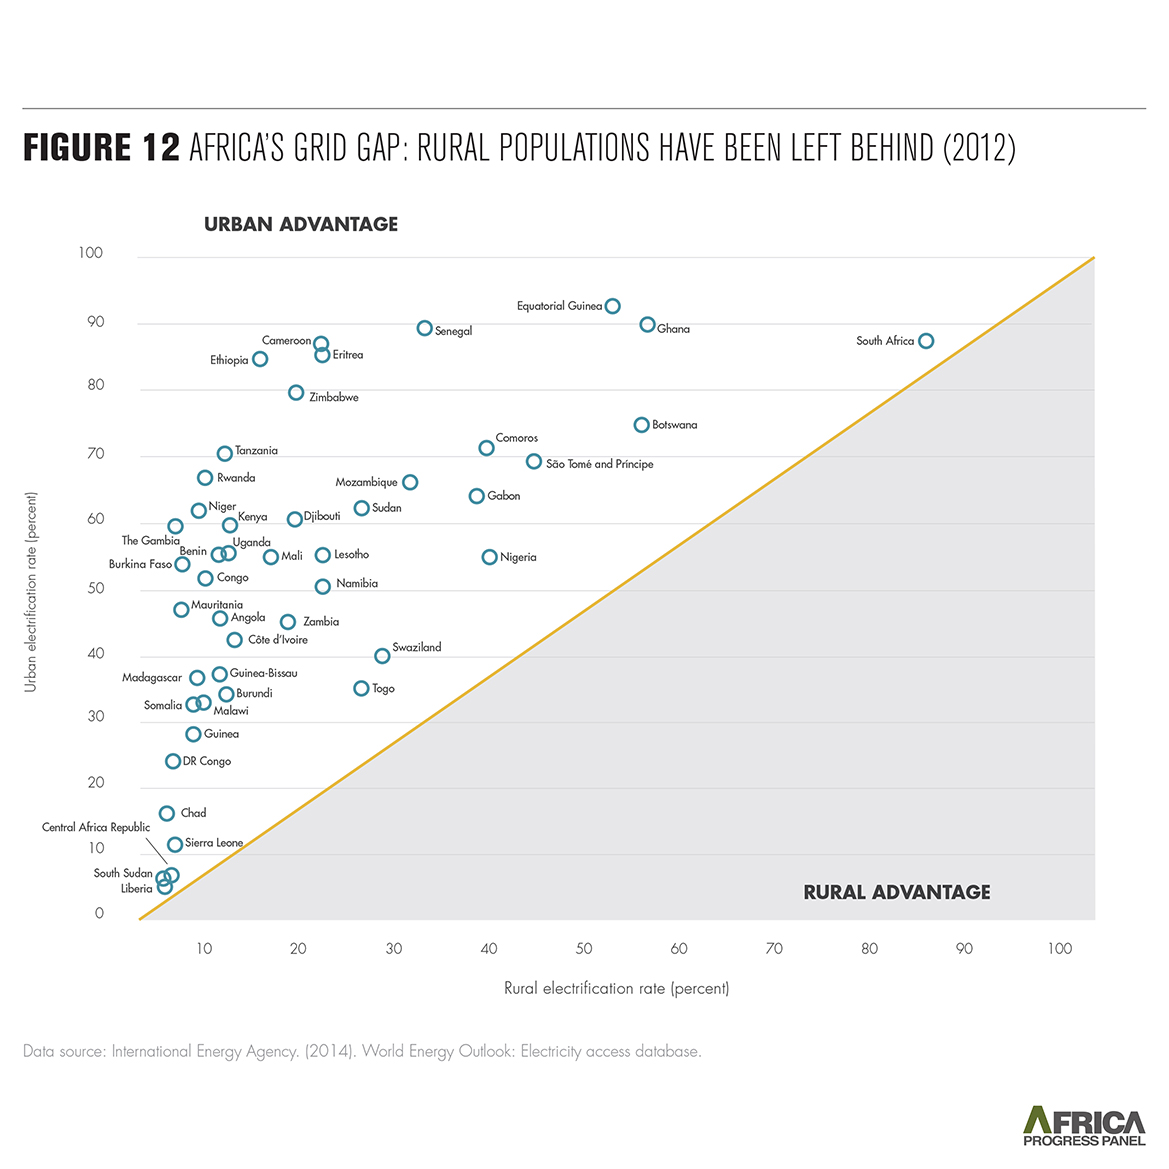 FIGURE 12 AFRICA'S GRID GAP: RURAL POPULATIONS HAVE BEEN LEFT BEHIND (2012)
URBAN ADVANTAGE
100
90
80
70
60
50
40
30
20
10
0
Urban electrification rate (percent)
Equatorial Guinea
Ghana
Senegal
South Africa
Cameroon
Eritrea
Ethiopia
Zimbabwe
Botswana
Comoros
Tanzania
São Tomé and Príncipe
Rwanda
Mozambique
Gabon
Niger
Sudan
Kenya
Djibouti
The Gambia
Uganda
Benin
Mali
Lesotho
Nigeria
Burkina Faso
Congo
Namibia
Mauritania
Angola
Zambia
Côte d'Ivoire
Swaziland
Madagascar
Guinea-Bissau
Togo
Burundi
Somalia
Malawi
Guinea
DR Congo
Chad
Central Africa Republic
Sierra Leone
South Sudan
Liberia
RURAL ADVANTAGE
10 20 30 40 50 60 70 80 90 100
Rural electrification rate (percent)
Data source: International Energy Agency. (2014). World Energy Outlook: Electricity access database.
AFRICA
PROGRESS PANEL